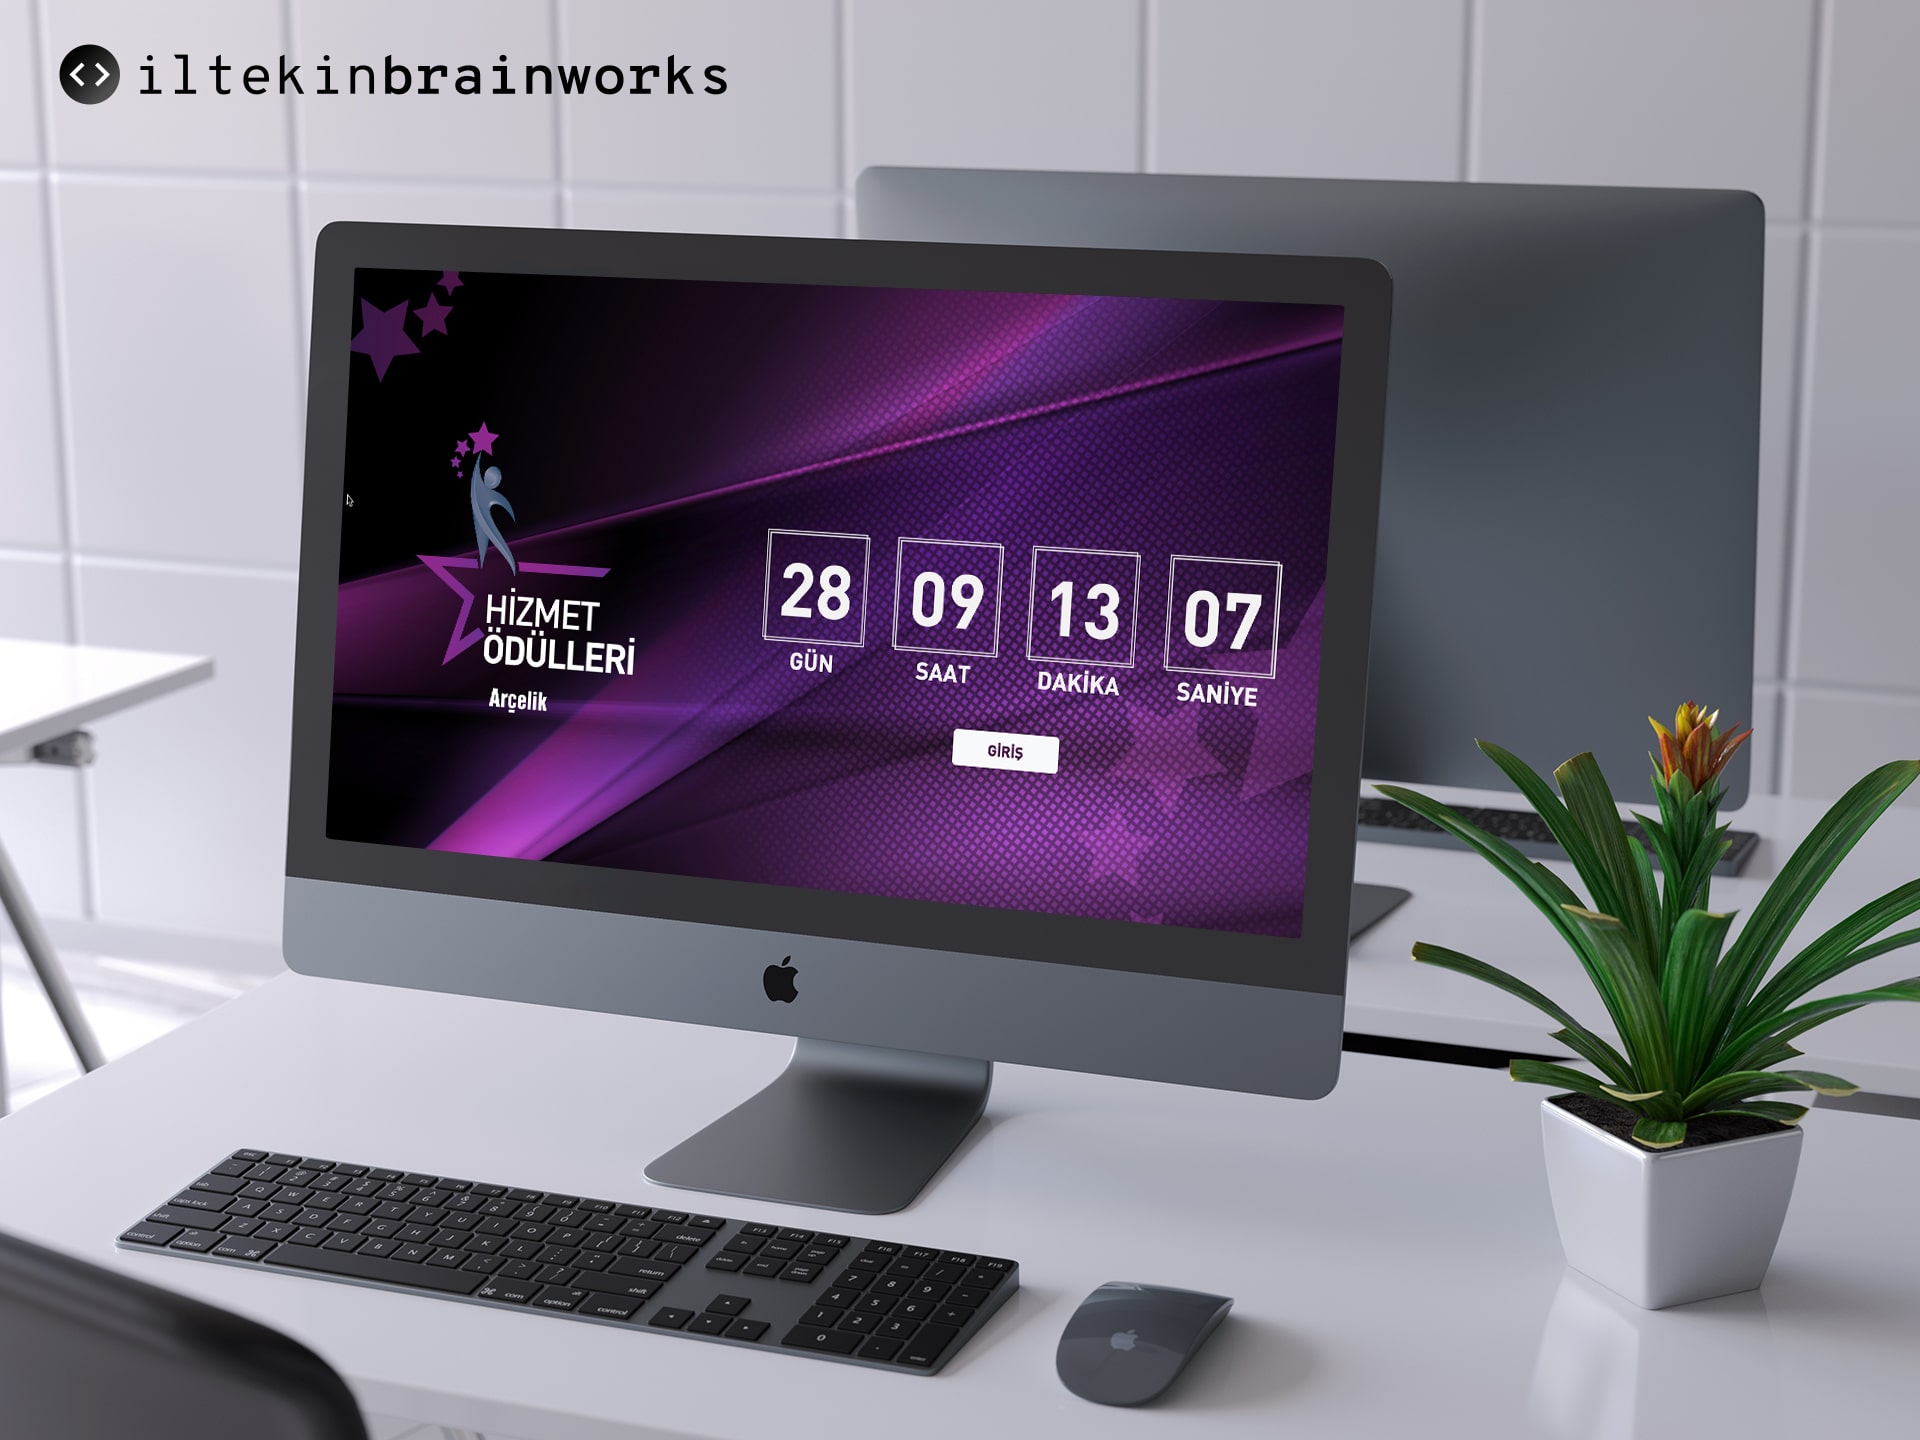 iltekinbrainworks
HİZMET
ÖDÜLLERİ
Arçelik
28 09 13 07
GÜN SAAT DAKİKA SANİYE
GİRİŞ